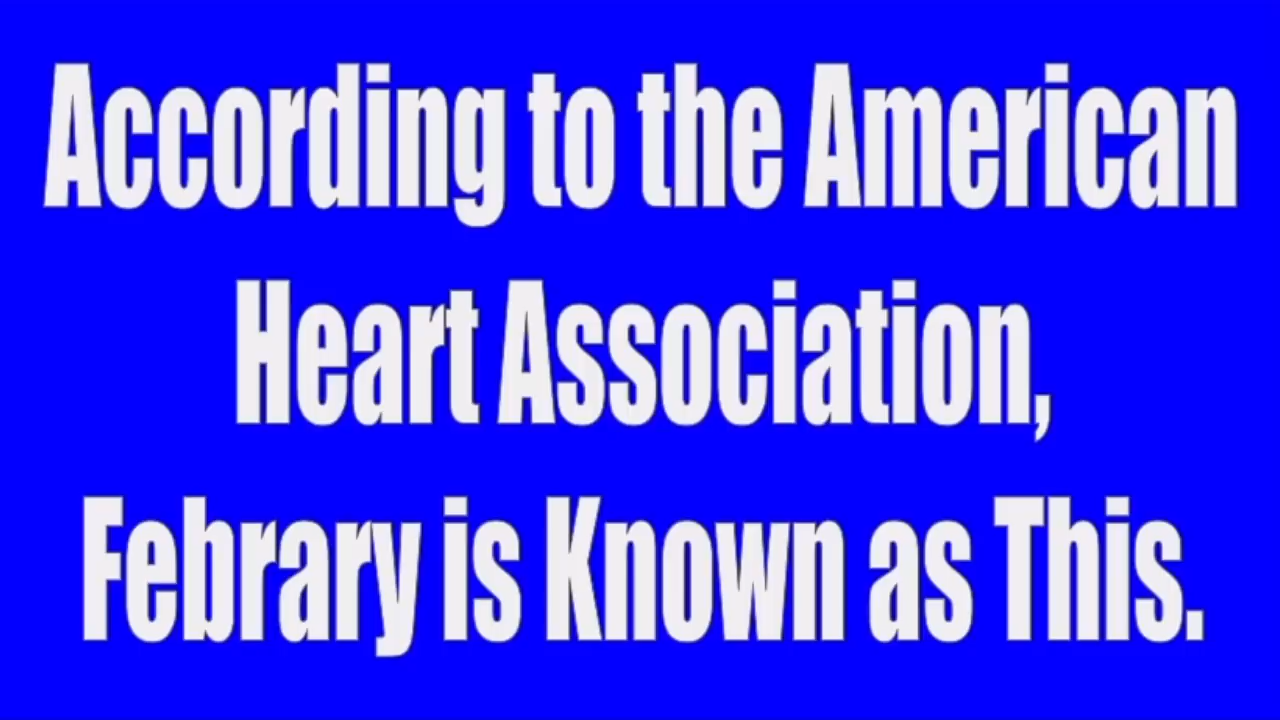 According to the American
Heart Association,
Febrary is Known as This.